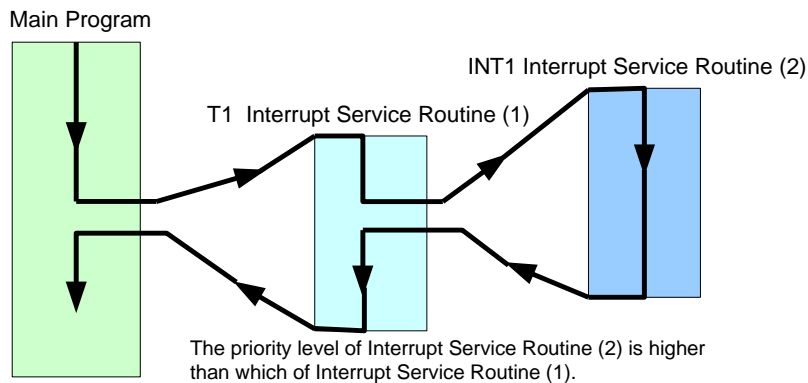 Main Program
INT1 Interrupt Service Routine (2)
T1 Interrupt Service Routine (1)
The priority level of Interrupt Service Routine (2) is higher
than which of Interrupt Service Routine (1).